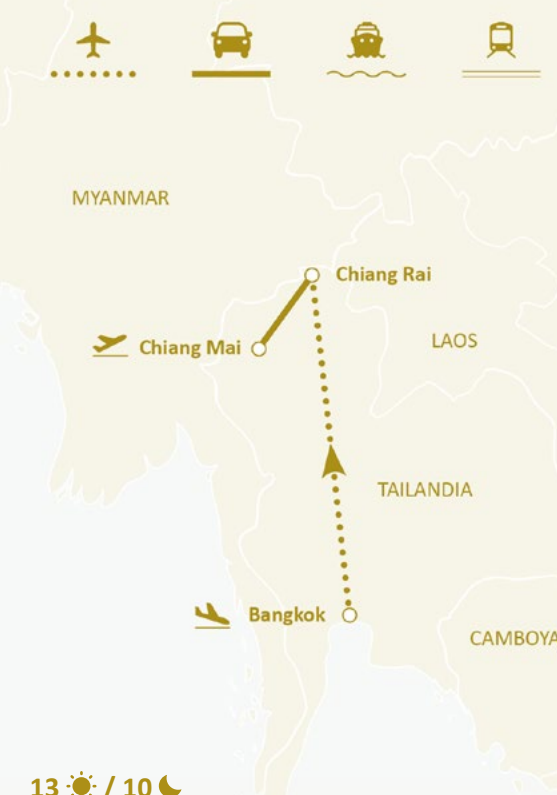 MYANMAR
Chiang Rai
LAOS
Chiang Mai
TAILANDIA
Bangkok
CAMBOYA
13 / 10